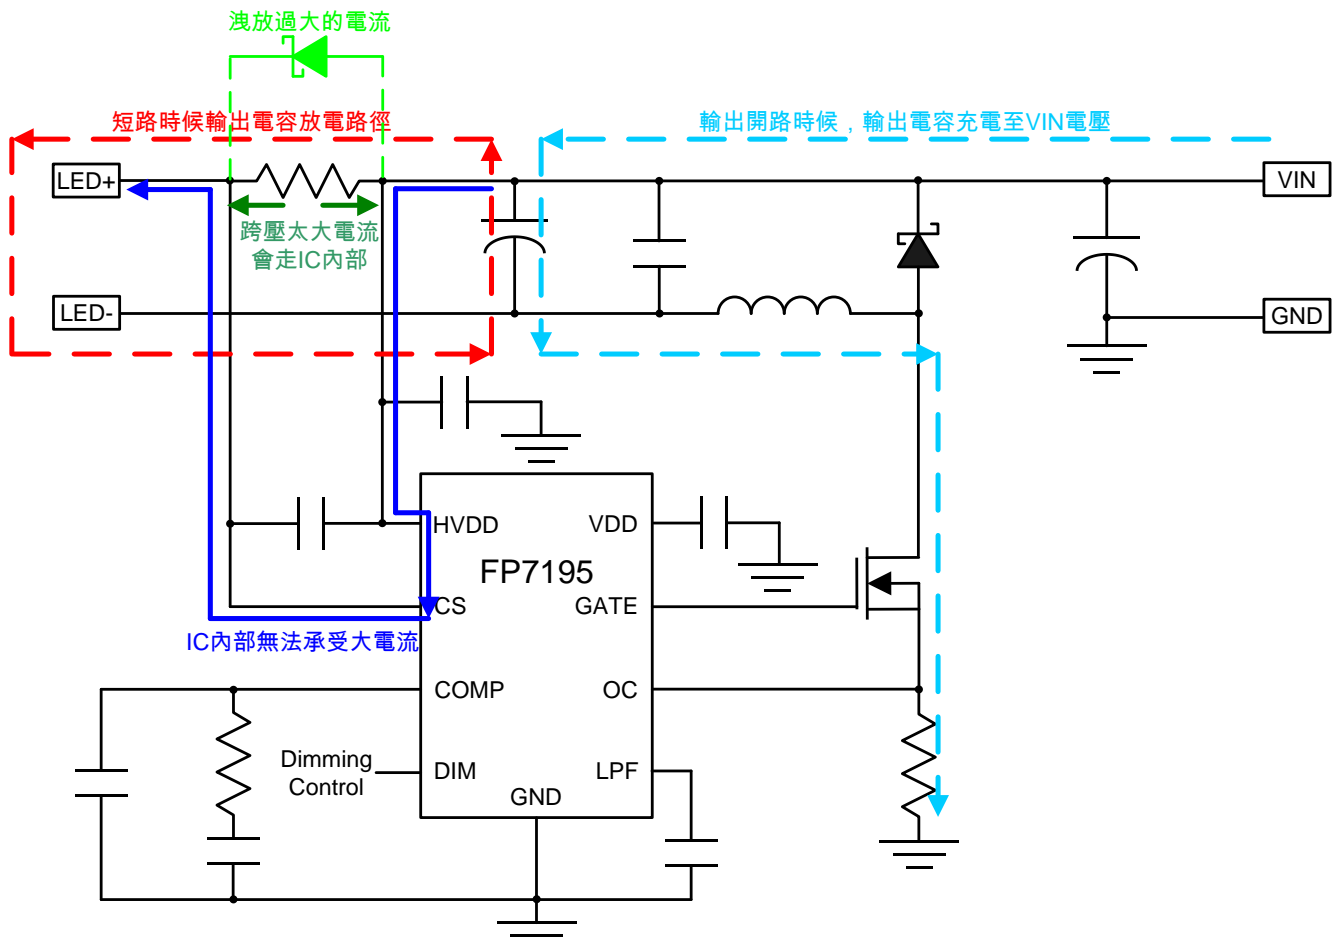 洩放過大的電流
短路時候輸出電容放電路徑
輸出開路時候，輸出電容充電至VIN電壓
LED+
VIN
跨壓太大電流
會走IC內部
LED-
GND
HVDD
VDD
FP7195
CS
GATE
IC內部無法承受大電流
COMP
OC
Dimming
Control
DIM
LPF
GND